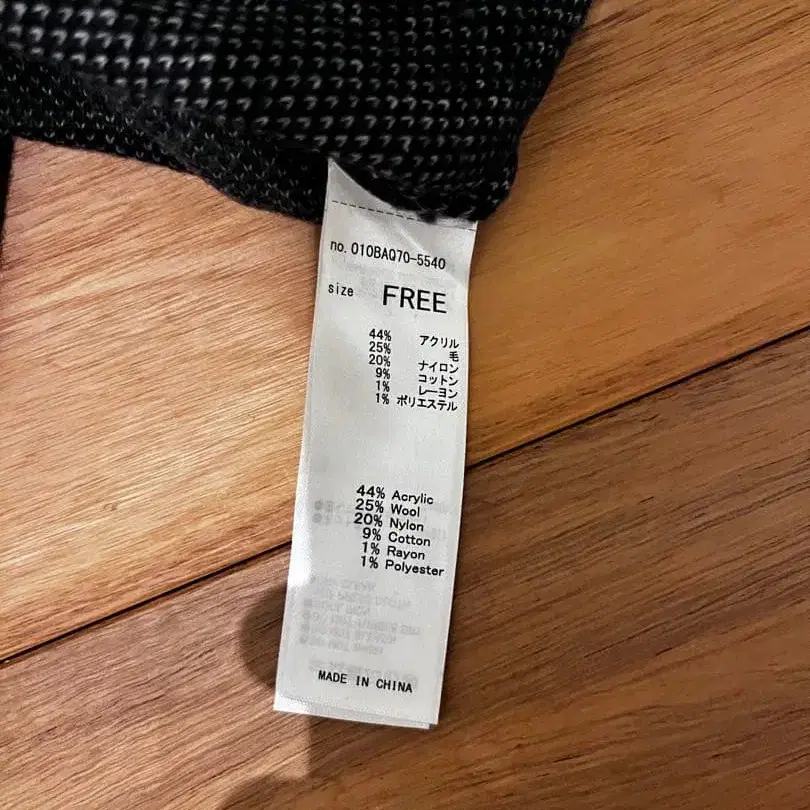 no. 010BAQ70-5540
size FREE
44% アクリル
25% 毛
20% ナイロン
9% コットン
1% レーヨン
1% ポリエステル
44% Acrylic
25% Wool
20% Nylon
9% Cotton
1% Rayon
1% Polyester
MADE IN CHINA